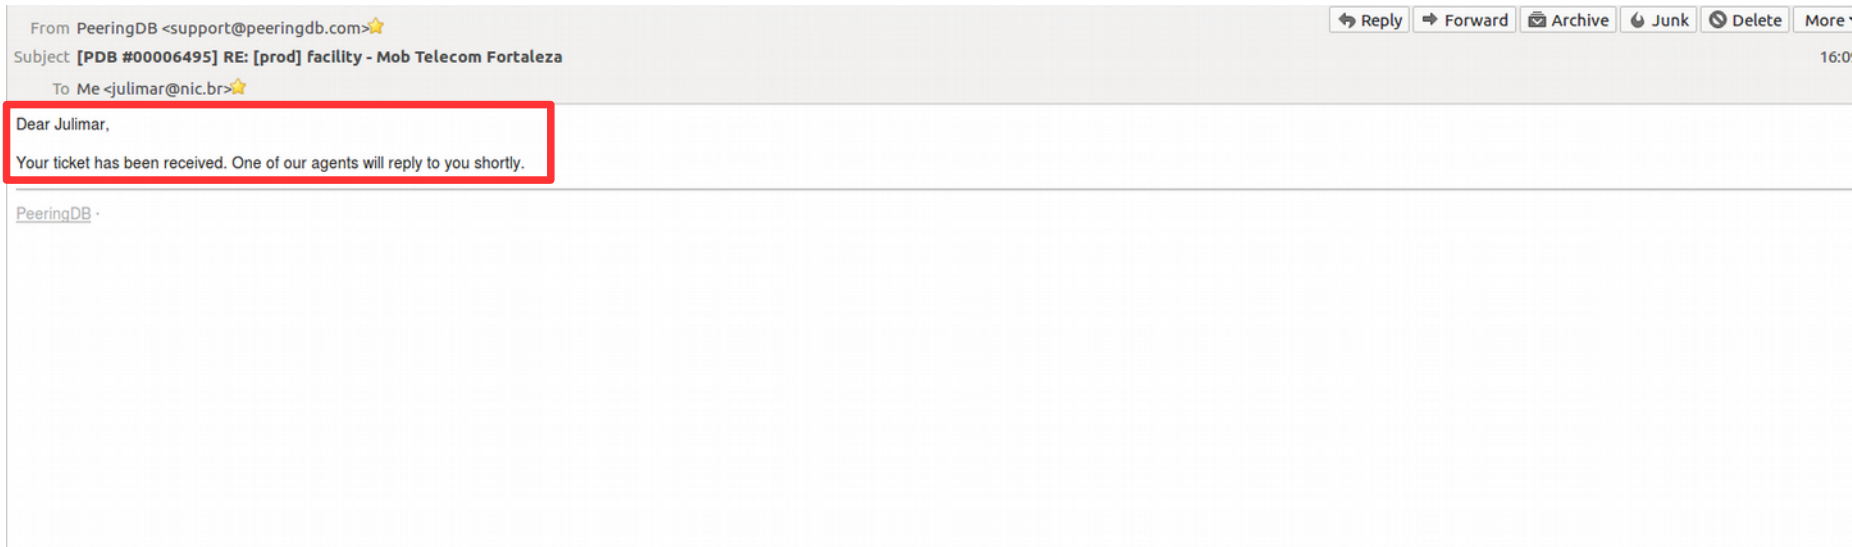 From PeeringDB <support@peeringdb.com>
Reply Forward Archive Junk Delete More
Subject [PDB #00006495] RE: [prod] facility - Mob Telecom Fortaleza
To Me <julimar@nic.br>
Dear Julimar,
Your ticket has been received. One of our agents will reply to you shortly.
PeeringDB ·